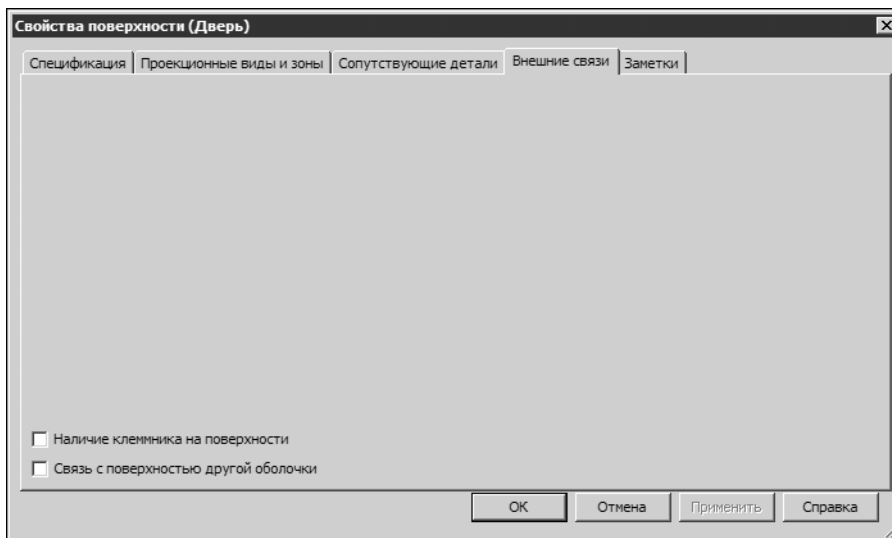 Свойства поверхности (Дверь)
Спецификация Проекционные виды и зоны Сопутствующие детали Внешние связи Заметки
Наличие клеммника на поверхности
Связь с поверхностью другой оболочки
ОК Отмена Применить Справка